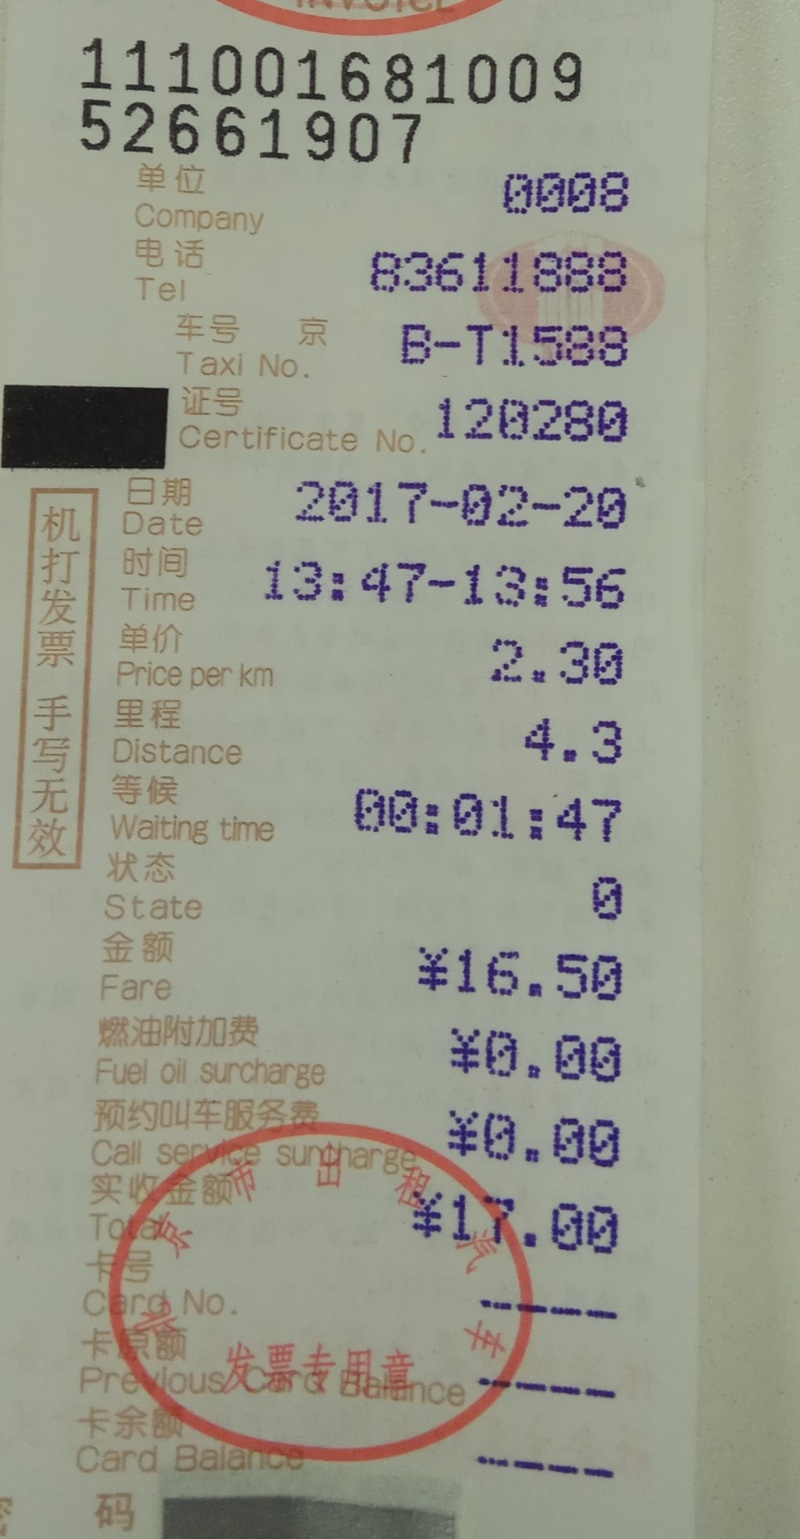 INVOICE
111001681009
52661907
单位 0008
Company
电话 83611888
Tel
车号 京 B-T1588
Taxi No.
证号 120280
Certificate No.
日期 2017-02-20
Date
时间 13:47-13:56
Time
单价 2.30
Price per km
里程 4.3
Distance
等候 00:01:47
Waiting time
状态 0
State
金额 ¥16.50
Fare
燃油附加费 ¥0.00
Fuel oil surcharge
预约叫车服务费 ¥0.00
Call service surcharge
实收金额 ¥17.00
Total
卡号
Card No. -----
卡原额
Previous Card Balance -----
卡余额
Card Balance -----
密 码
机打发票 手写无效
北京市出租汽车
发票专用章